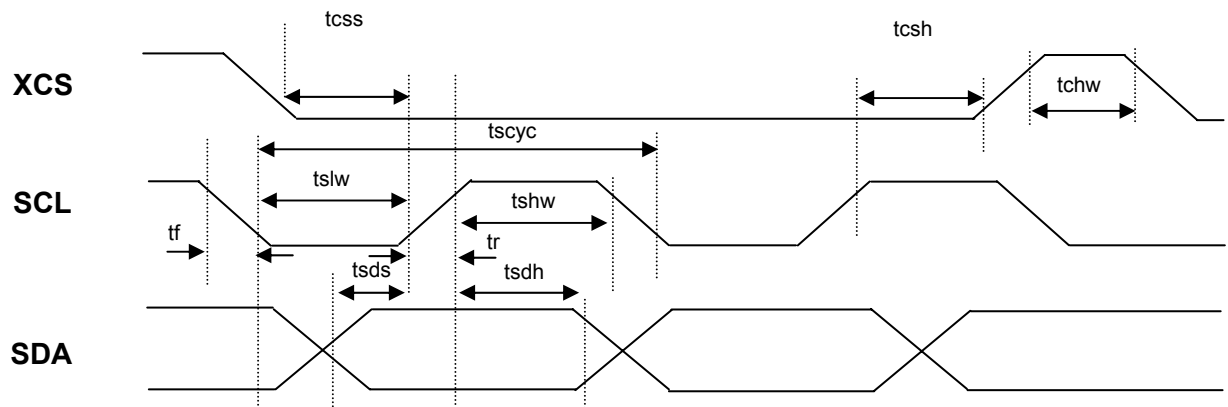 tcss
tcsh
XCS
tchw
tscyc
tslw
SCL
tshw
tf
tr
tsds
tsdh
SDA